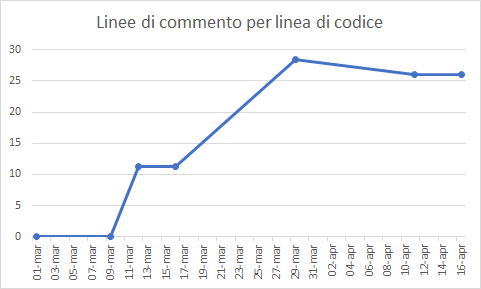 Linee di commento per linea di codice
30
25
20
15
10
5
0
01-mar
03-mar
05-mar
07-mar
09-mar
11-mar
13-mar
15-mar
17-mar
19-mar
21-mar
23-mar
25-mar
27-mar
29-mar
31-mar
02-apr
04-apr
06-apr
08-apr
10-apr
12-apr
14-apr
16-apr